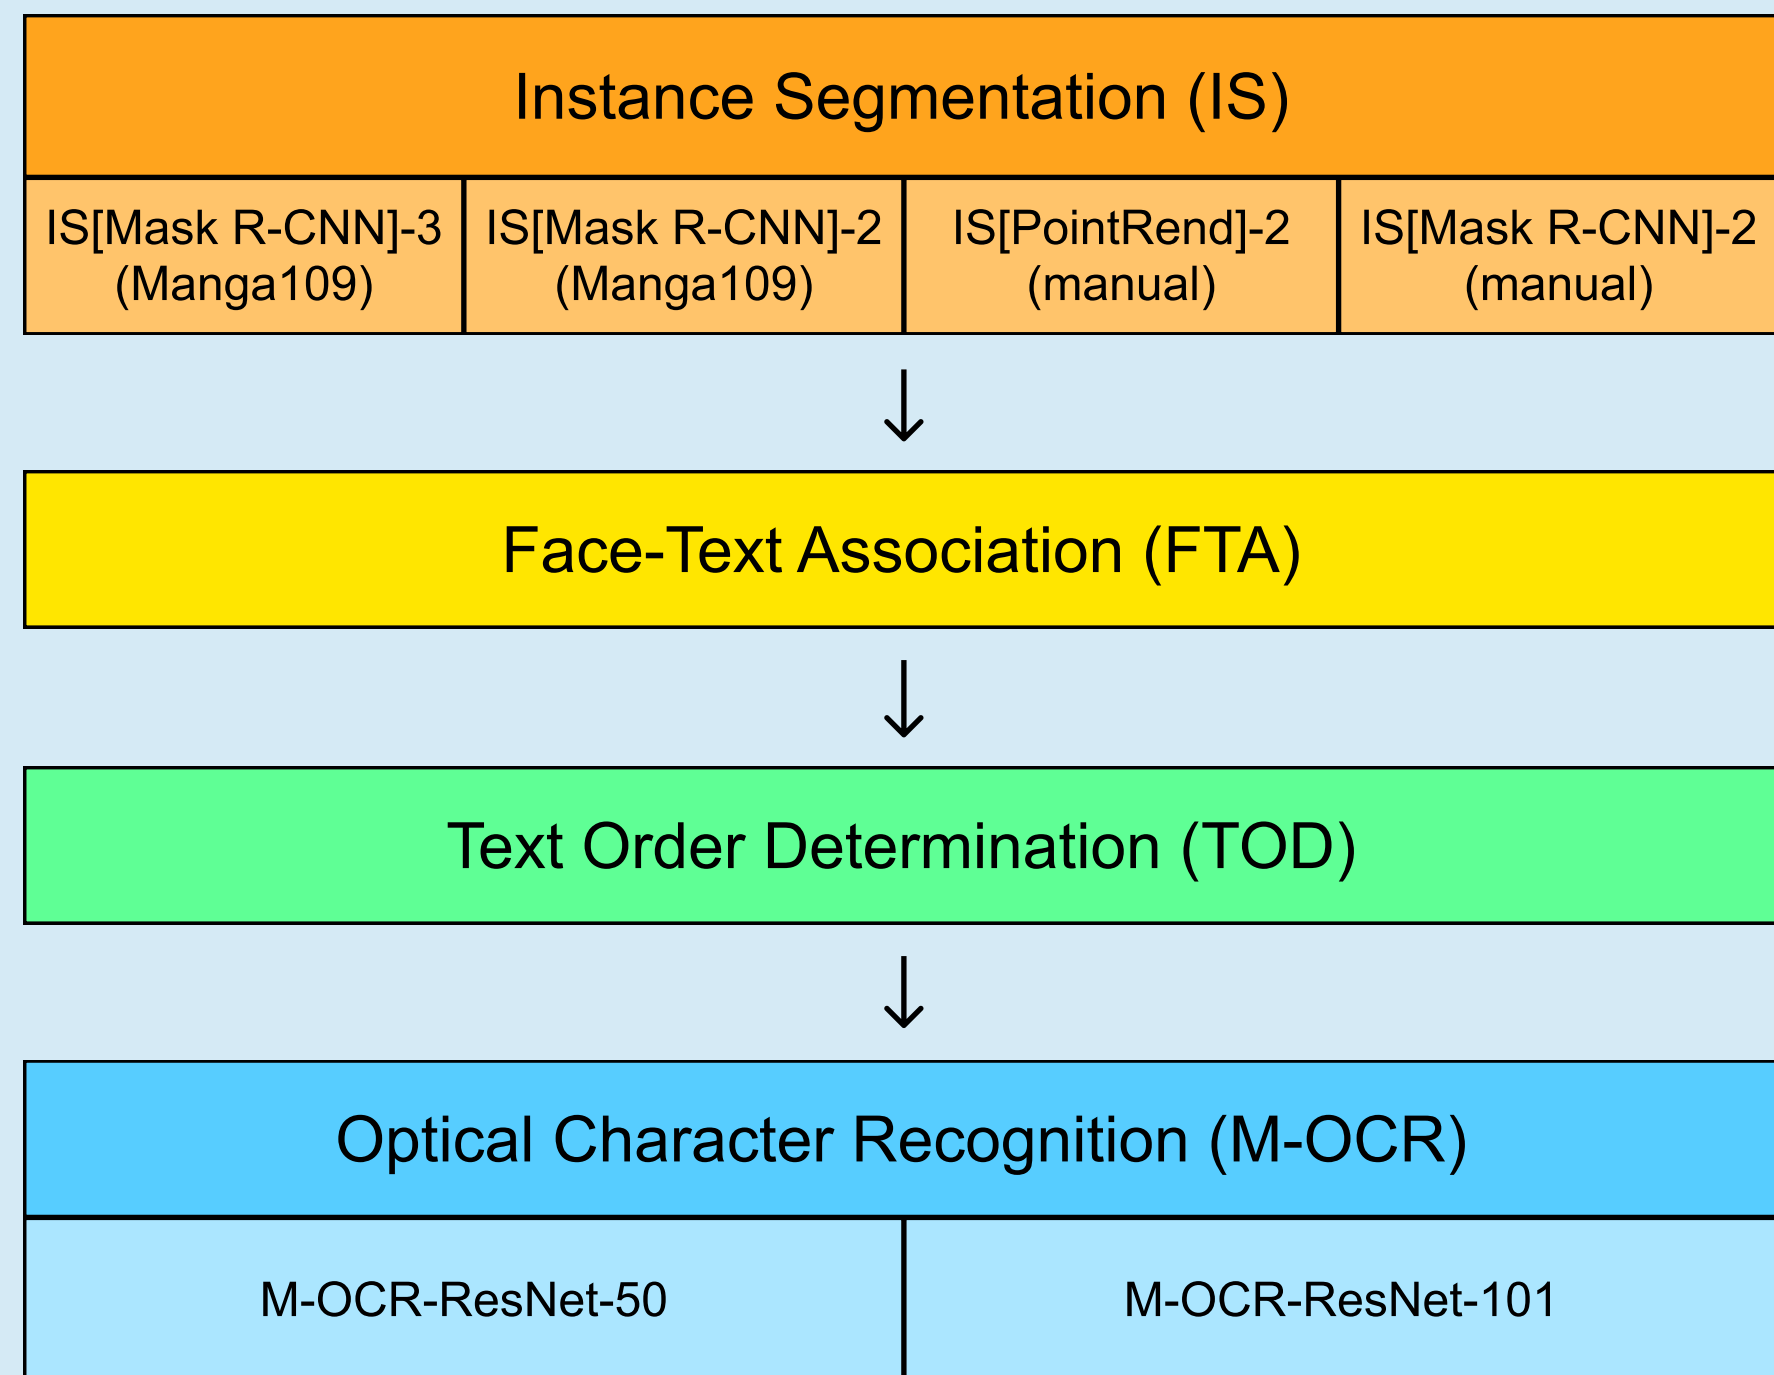 Instance Segmentation (IS)
IS[Mask R-CNN]-3
(Manga109)
IS[Mask R-CNN]-2
(Manga109)
IS[PointRend]-2
(manual)
IS[Mask R-CNN]-2
(manual)
Face-Text Association (FTA)
Text Order Determination (TOD)
Optical Character Recognition (M-OCR)
M-OCR-ResNet-50
M-OCR-ResNet-101